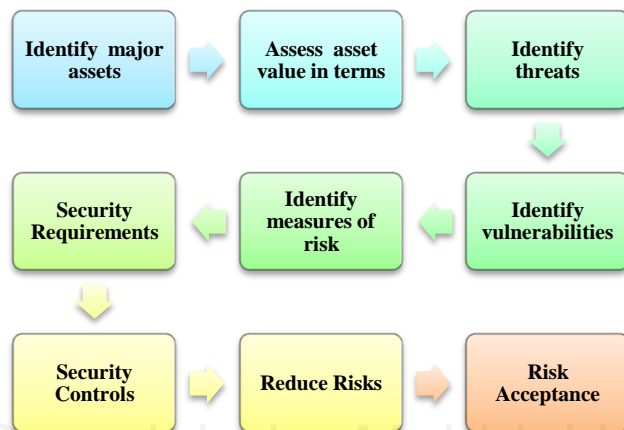 Identify major
assets
Assess asset
value in terms
Identify
threats
Security
Requirements
Identify
measures of
risk
Identify
vulnerabilities
Security
Controls
Reduce Risks
Risk
Acceptance